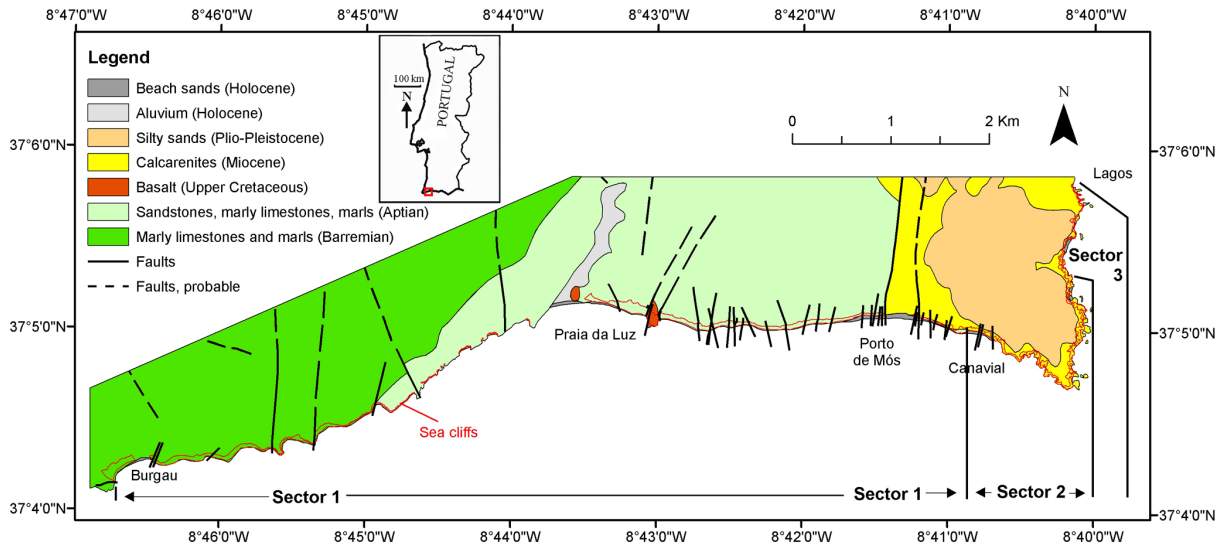 8°47'0"W 8°46'0"W 8°45'0"W 8°44'0"W 8°43'0"W 8°42'0"W 8°41'0"W 8°40'0"W
Legend
Beach sands (Holocene)
Aluvium (Holocene)
Silty sands (Plio-Pleistocene)
Calcarenites (Miocene)
Basalt (Upper Cretaceous)
Sandstones, marly limestones, marls (Aptian)
Marly limestones and marls (Barremian)
Faults
Faults, probable
100 km
N
PORTUGAL
N
0 1 2 Km
37°6'0"N 37°6'0"N
Lagos
Sector
3
37°5'0"N 37°5'0"N
Praia da Luz
Porto
de Mós
Canavial
Sea cliffs
Burgau
Sector 1 Sector 1 Sector 2
37°4'0"N 37°4'0"N
8°46'0"W 8°45'0"W 8°44'0"W 8°43'0"W 8°42'0"W 8°41'0"W 8°40'0"W